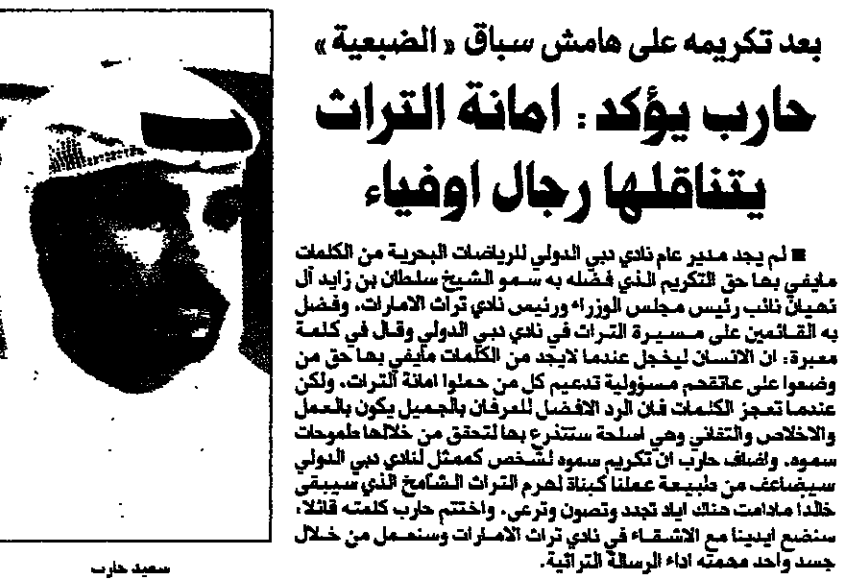 بعد تكريمه على هامش سباق « الضبعية »
حارب يؤكد : امانة التراث
يتناقلها رجال اوفياء
■ لم يجد مدير عام نادي دبي الدولي للرياضات البحرية من الكلمات
مايفي بها حق التكريم الذي فضله به سمو الشيخ سلطان بن زايد آل
نهيان نائب رئيس مجلس الوزراء ورئيس نادي تراث الامارات، وفضل
به القائمين على مسيرة التراث في نادي دبي الدولي وقال في كلمة
معبرة: ان الانسان ليخجل عندما لايجد من الكلمات مايفي بها حق من
وضعوا على عاتقهم مسؤولية تدعيم كل من حملوا امانة التراث، ولكن
عندما تعجز الكلمات فان الرد الافضل للعرفان بالجميل يكون بالعمل
والاخلاص والتفاني وهي اسلحة سنتذرع بها لتحقق من خلالها طموحات
سموه. واضاف حارب ان تكريم سموه لشخص كممثل لنادي دبي الدولي
سيضاعف من طبيعة عملنا كبناة لهرم التراث الشامخ الذي سيبقى
خالدا مادامت هناك اياد تجدد وتصون وترعى. واختتم حارب كلمته قائلا:
سنضع ايدينا مع الاشقاء في نادي تراث الامارات وسنعمل من خلال
جسد واحد مهمته اداء الرسالة التراثية.
سعيد حارب